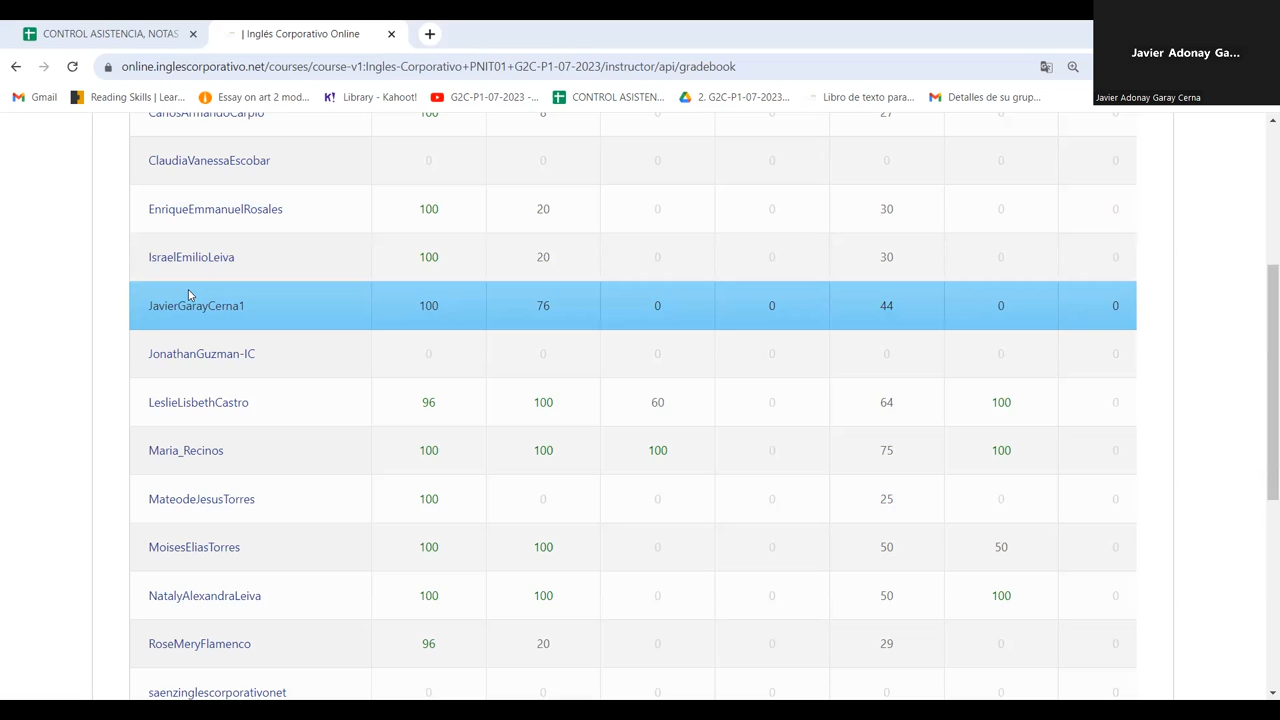 CONTROL ASISTENCIA, NOTAS
| Inglés Corporativo Online
Javier Adonay Ga...
online.inglescorporativo.net/courses/course-v1:Ingles-Corporativo+PNIT01+G2C-P1-07-2023/instructor/api/gradebook
Gmail Reading Skills | Lear... Essay on art 2 mod... Library - Kahoot! G2C-P1-07-2023 -... CONTROL ASISTEN... 2. G2C-P1-07-2023... Libro de texto para... Detalles de su grup...
Javier Adonay Garay Cerna
CarlosArmandoCarpio 100 8 27
ClaudiaVanessaEscobar 0 0 0 0 0 0 0
EnriqueEmmanuelRosales 100 20 0 0 30 0 0
IsraelEmilioLeiva 100 20 0 0 30 0 0
JavierGarayCerna1 100 76 0 0 44 0 0
JonathanGuzman-IC 0 0 0 0 0 0 0
LeslieLisbethCastro 96 100 60 0 64 100 0
Maria_Recinos 100 100 100 0 75 100 0
MateodeJesusTorres 100 0 0 0 25 0 0
MoisesEliasTorres 100 100 0 0 50 50 0
NatalyAlexandraLeiva 100 100 0 0 50 100 0
RoseMeryFlamenco 96 20 0 0 29 0 0
saenzinglescorporativonet 0 0 0 0 0 0 0